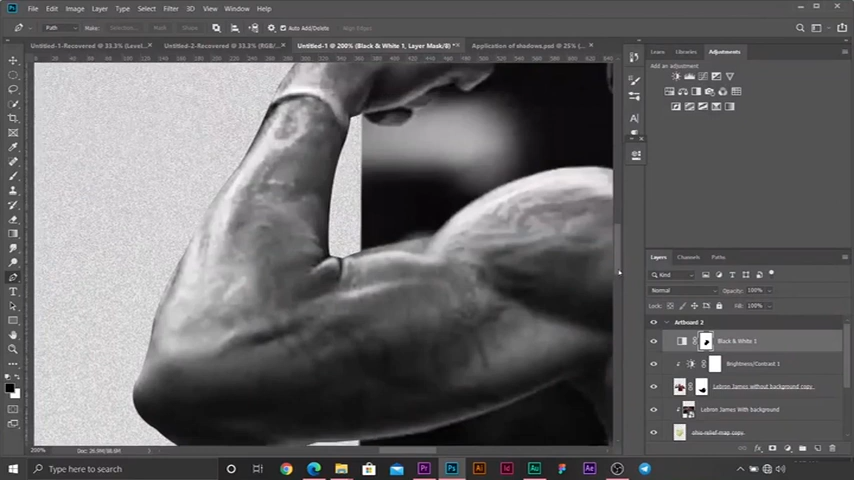 File Edit Image Layer Type Select Filter 3D View Window Help
Path Make: Selection... Mask Shape Auto Add/Delete Align Edges
Untitled-1-Recovered @ 33.3% (Level... Untitled-2-Recovered @ 33.3% (RGB/... Untitled-1 @ 200% (Black & White 1, Layer Mask/8) * Application of shadows.psd @ 25% (...
Learn Libraries Adjustments
Add an adjustment
Layers Channels Paths
Kind
Normal Opacity: 100%
Lock: Fill: 100%
Artboard 2
Black & White 1
Brightness/Contrast 1
Lebron James without background copy
Lebron James With background
ohio-relief-map copy
200% Doc: 26.9M/58.6M
Type here to search